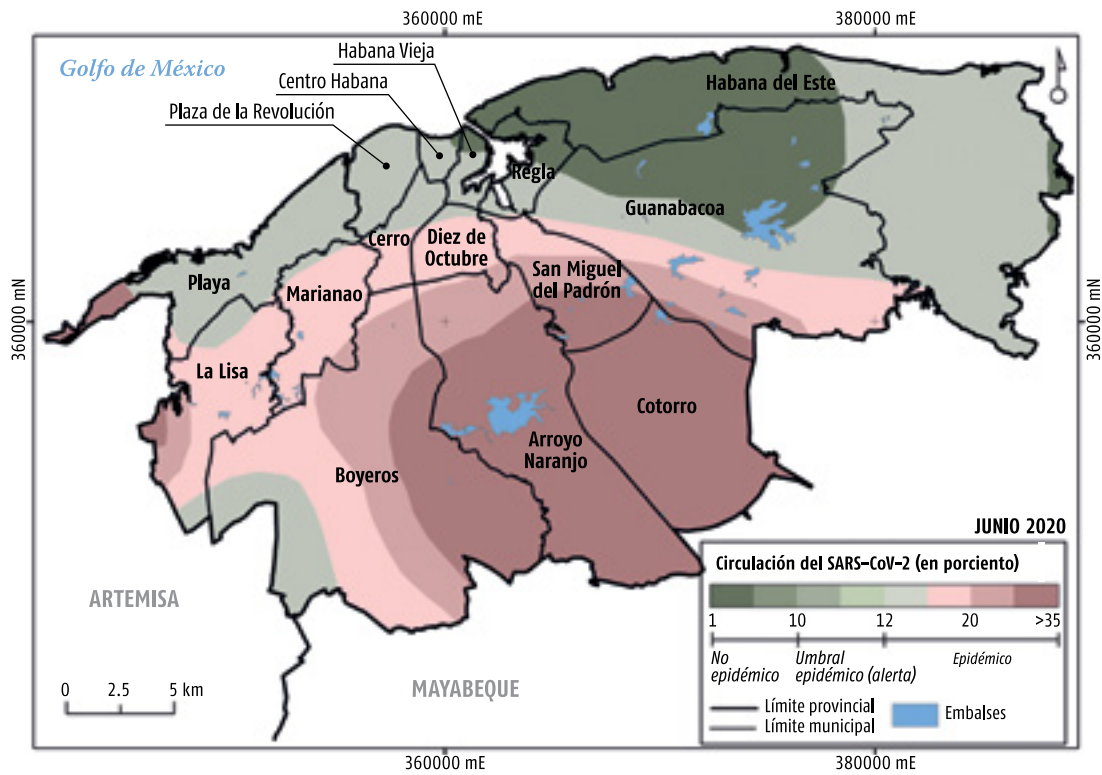 360000 mE
380000 mE
Golfo de México
Habana Vieja
Centro Habana
Plaza de la Revolución
Habana del Este
Regla
Guanabacoa
Cerro
Diez de
Octubre
San Miguel
del Padrón
Playa
Marianao
360000 mN
360000 mN
La Lisa
Cotorro
Arroyo
Naranjo
Boyeros
JUNIO 2020
Circulación del SARS-CoV-2 (en porciento)
1 10 12 20 >35
No
epidémico
Umbral
epidémico (alerta)
Epidémico
Límite provincial
Límite municipal
Embalses
ARTEMISA
MAYABEQUE
0 2.5 5 km
360000 mE
380000 mE